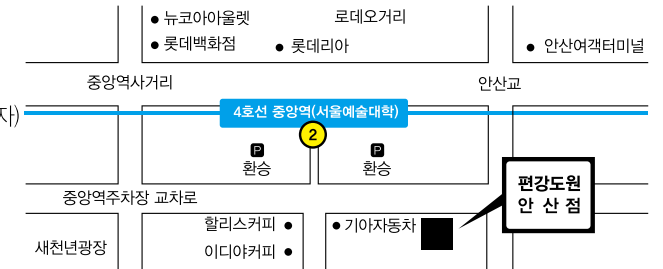 뉴코아아울렛
로데오거리
롯데백화점
롯데리아
안산여객터미널
중앙역사거리
안산교
자)
4호선 중앙역(서울예술대학)
2
P
P
환승
환승
편강도원
안 산 점
중앙역주차장 교차로
할리스커피
기아자동차
새천년광장
이디야커피